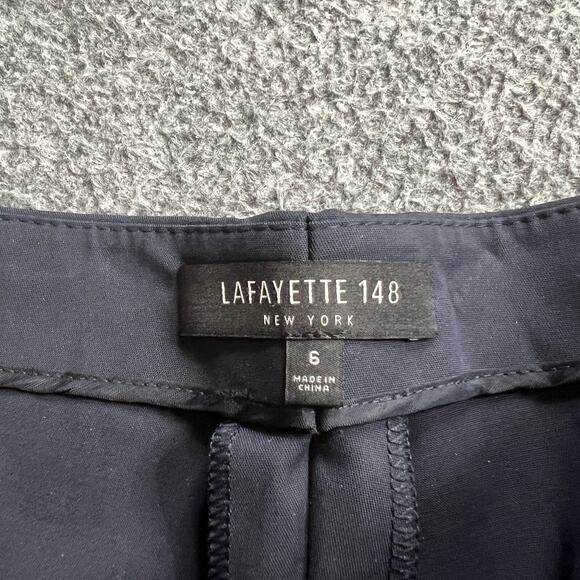 LAFAYETTE 148
NEW YORK
6
MADE IN
CHINA